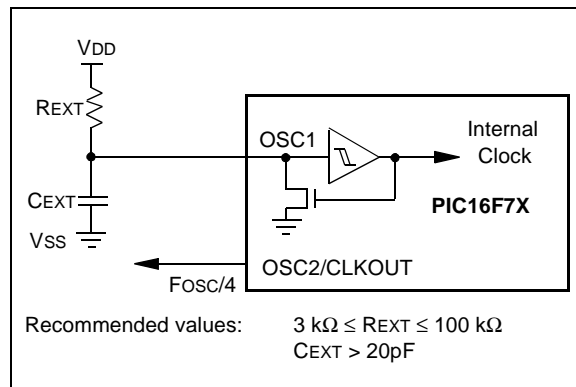 VDD
REXT
OSC1
Internal
Clock
CEXT
PIC16F7X
VSS
OSC2/CLKOUT
FOSC/4
Recommended values: 3 kΩ ≤ REXT ≤ 100 kΩ
CEXT > 20pF